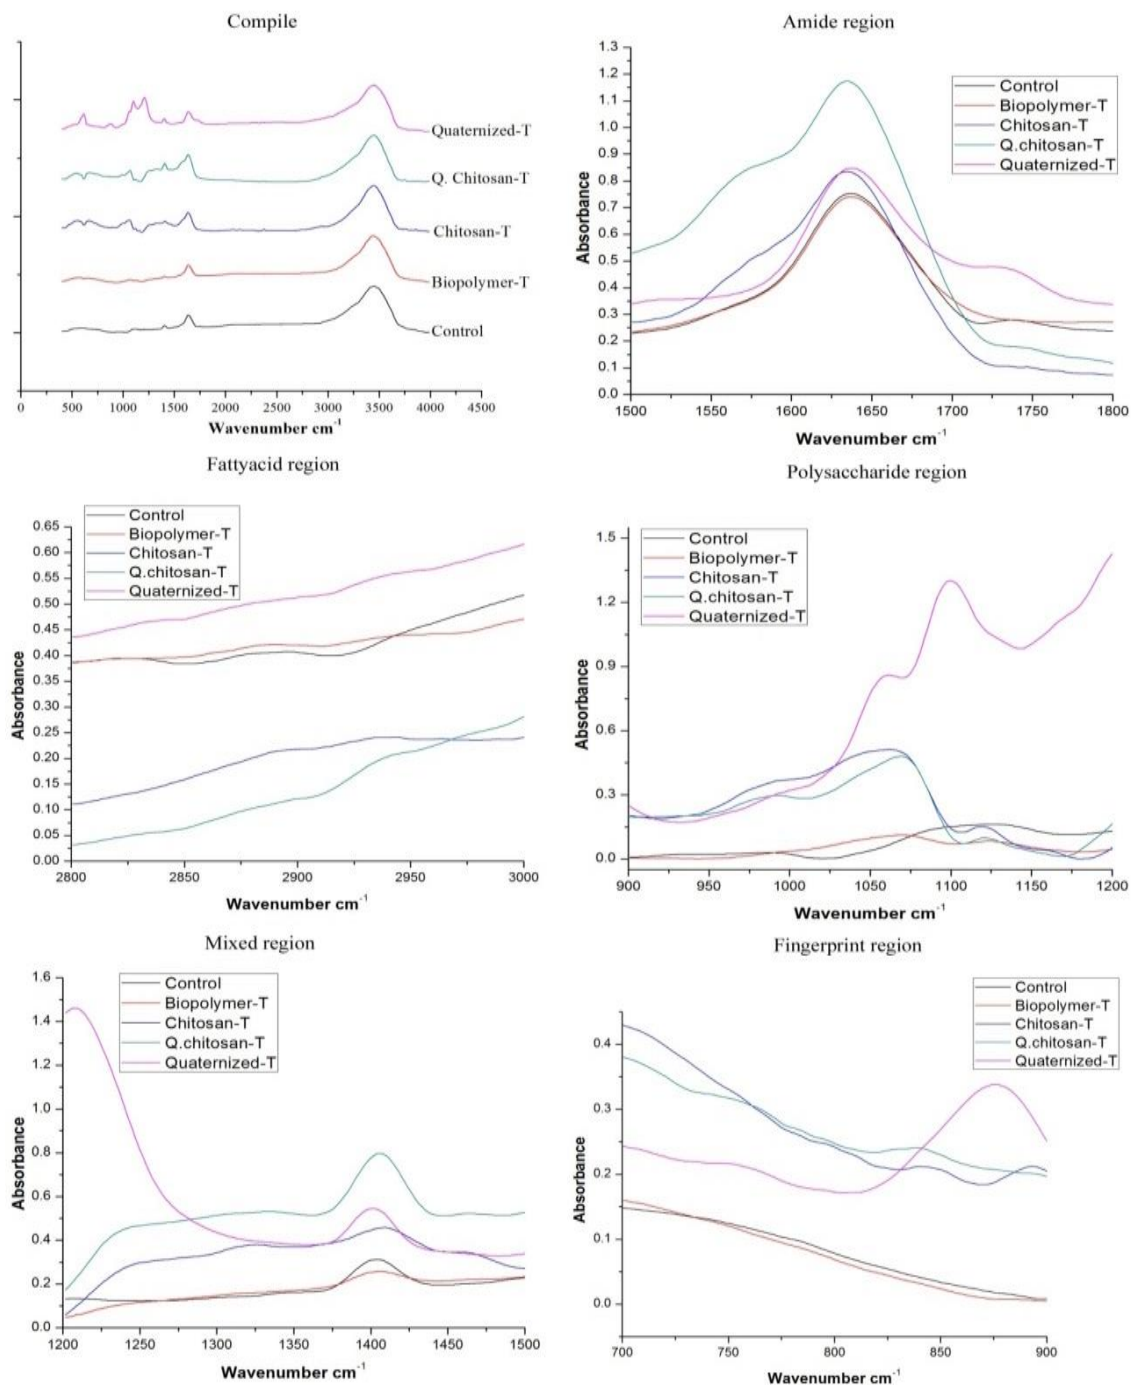 Compile
Quaternized-T
Q. Chitosan-T
Chitosan-T
Biopolymer-T
Control
0 500 1000 1500 2000 2500 3000 3500 4000 4500
Wavenumber cm-1
Amide region
Control
Biopolymer-T
Chitosan-T
Q.chitosan-T
Quaternized-T
Absorbance
1.3
1.2
1.1
1.0
0.9
0.8
0.7
0.6
0.5
0.4
0.3
0.2
0.1
0.0
1500 1550 1600 1650 1700 1750 1800
Wavenumber cm-1
Fattyacid region
Control
Biopolymer-T
Chitosan-T
Q.chitosan-T
Quaternized-T
Absorbance
0.65
0.60
0.55
0.50
0.45
0.40
0.35
0.30
0.25
0.20
0.15
0.10
0.05
0.00
2800 2850 2900 2950 3000
Wavenumber cm-1
Polysaccharide region
Control
Biopolymer-T
Chitosan-T
Q.chitosan-T
Quaternized-T
Absorbance
1.5
1.2
0.9
0.6
0.3
0.0
900 950 1000 1050 1100 1150 1200
Wavenumber cm-1
Mixed region
Control
Biopolymer-T
Chitosan-T
Q.chitosan-T
Quaternized-T
Absorbance
1.6
1.4
1.2
1.0
0.8
0.6
0.4
0.2
0.0
1200 1250 1300 1350 1400 1450 1500
Wavenumber cm-1
Fingerprint region
Control
Biopolymer-T
Chitosan-T
Q.chitosan-T
Quaternized-T
Absorbance
0.4
0.3
0.2
0.1
0.0
700 750 800 850 900
Wavenumber cm-1